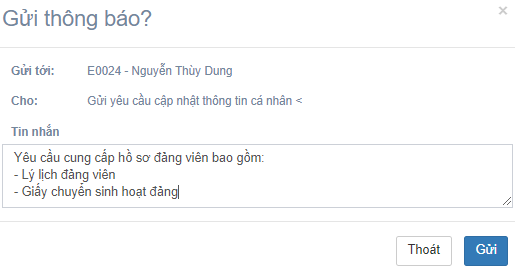 Gửi thông báo?
×
Gửi tới: E0024 - Nguyễn Thùy Dung
Cho: Gửi yêu cầu cập nhật thông tin cá nhân <
Tin nhắn
Yêu cầu cung cấp hồ sơ đảng viên bao gồm:
- Lý lịch đảng viên
- Giấy chuyển sinh hoạt đảng
Thoát Gửi